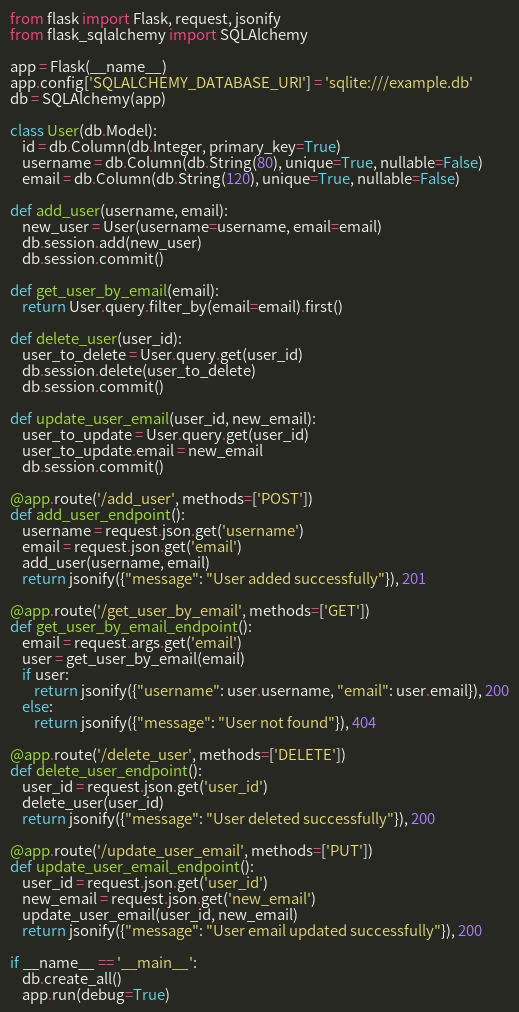 from flask import Flask, request, jsonify
from flask_sqlalchemy import SQLAlchemy

app = Flask(__name__)
app.config['SQLALCHEMY_DATABASE_URI'] = 'sqlite:///example.db'
db = SQLAlchemy(app)

class User(db.Model):
    id = db.Column(db.Integer, primary_key=True)
    username = db.Column(db.String(80), unique=True, nullable=False)
    email = db.Column(db.String(120), unique=True, nullable=False)

def add_user(username, email):
    new_user = User(username=username, email=email)
    db.session.add(new_user)
    db.session.commit()

def get_user_by_email(email):
    return User.query.filter_by(email=email).first()

def delete_user(user_id):
    user_to_delete = User.query.get(user_id)
    db.session.delete(user_to_delete)
    db.session.commit()

def update_user_email(user_id, new_email):
    user_to_update = User.query.get(user_id)
    user_to_update.email = new_email
    db.session.commit()

@app.route('/add_user', methods=['POST'])
def add_user_endpoint():
    username = request.json.get('username')
    email = request.json.get('email')
    add_user(username, email)
    return jsonify({"message": "User added successfully"}), 201

@app.route('/get_user_by_email', methods=['GET'])
def get_user_by_email_endpoint():
    email = request.args.get('email')
    user = get_user_by_email(email)
    if user:
        return jsonify({"username": user.username, "email": user.email}), 200
    else:
        return jsonify({"message": "User not found"}), 404

@app.route('/delete_user', methods=['DELETE'])
def delete_user_endpoint():
    user_id = request.json.get('user_id')
    delete_user(user_id)
    return jsonify({"message": "User deleted successfully"}), 200

@app.route('/update_user_email', methods=['PUT'])
def update_user_email_endpoint():
    user_id = request.json.get('user_id')
    new_email = request.json.get('new_email')
    update_user_email(user_id, new_email)
    return jsonify({"message": "User email updated successfully"}), 200

if __name__ == '__main__':
    db.create_all()
    app.run(debug=True)